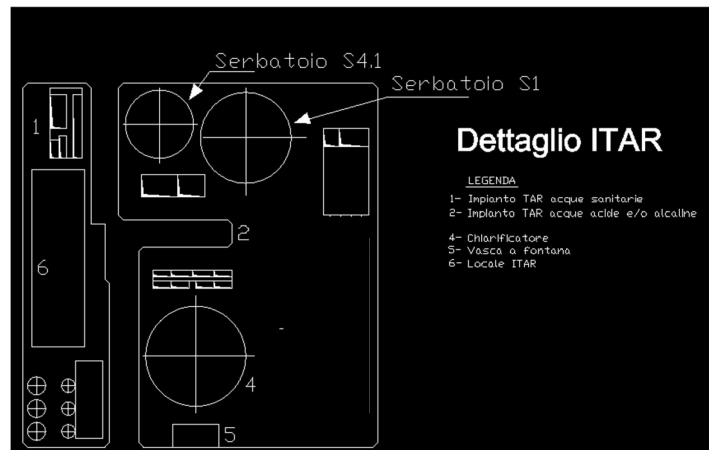 Serbatoio S4.1
Serbatoio S1
1
Dettaglio ITAR
LEGENDA
1- Impianto TAR acque sanitarie
2- Impianto TAR acque acide e/o alcaline
2
4- Chiarificatore
5- Vasca a fontana
6- Locale ITAR
6
4
5